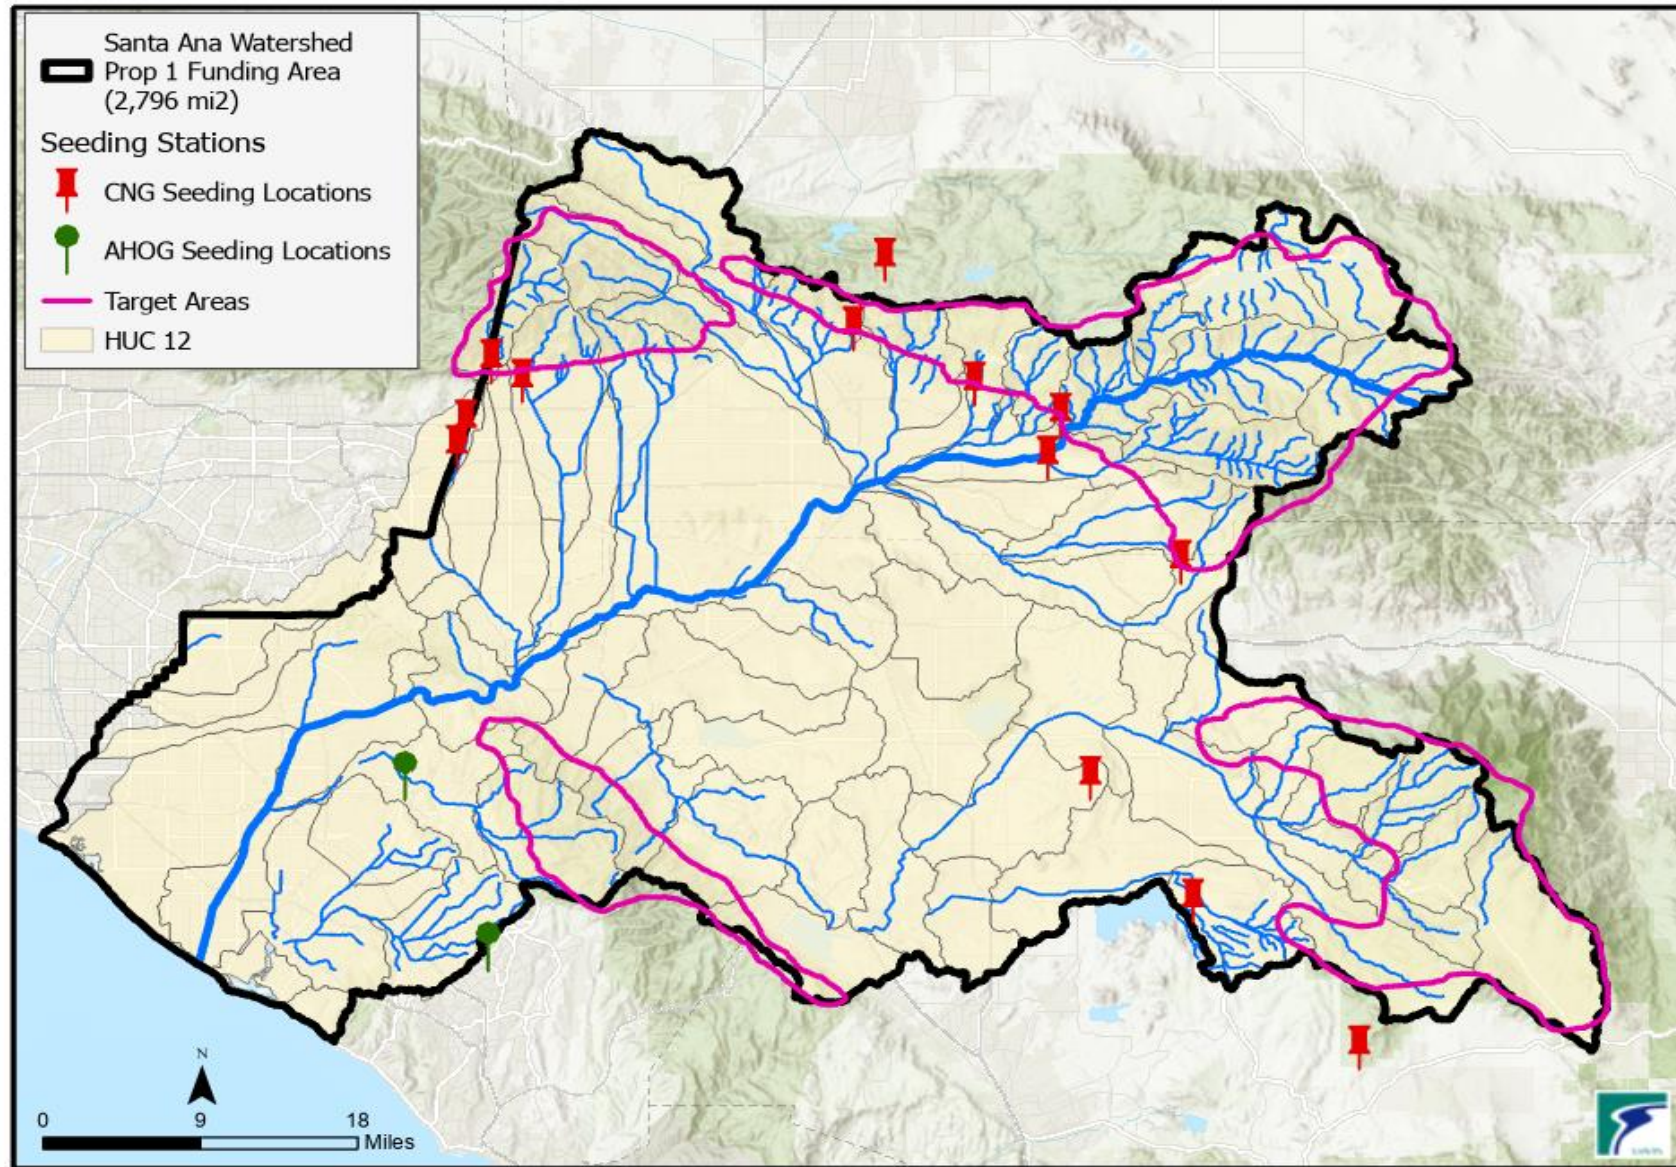 Santa Ana Watershed
Prop 1 Funding Area
(2,796 mi2)
Seeding Stations
CNG Seeding Locations
AHOG Seeding Locations
Target Areas
HUC 12
N
0 9 18
Miles